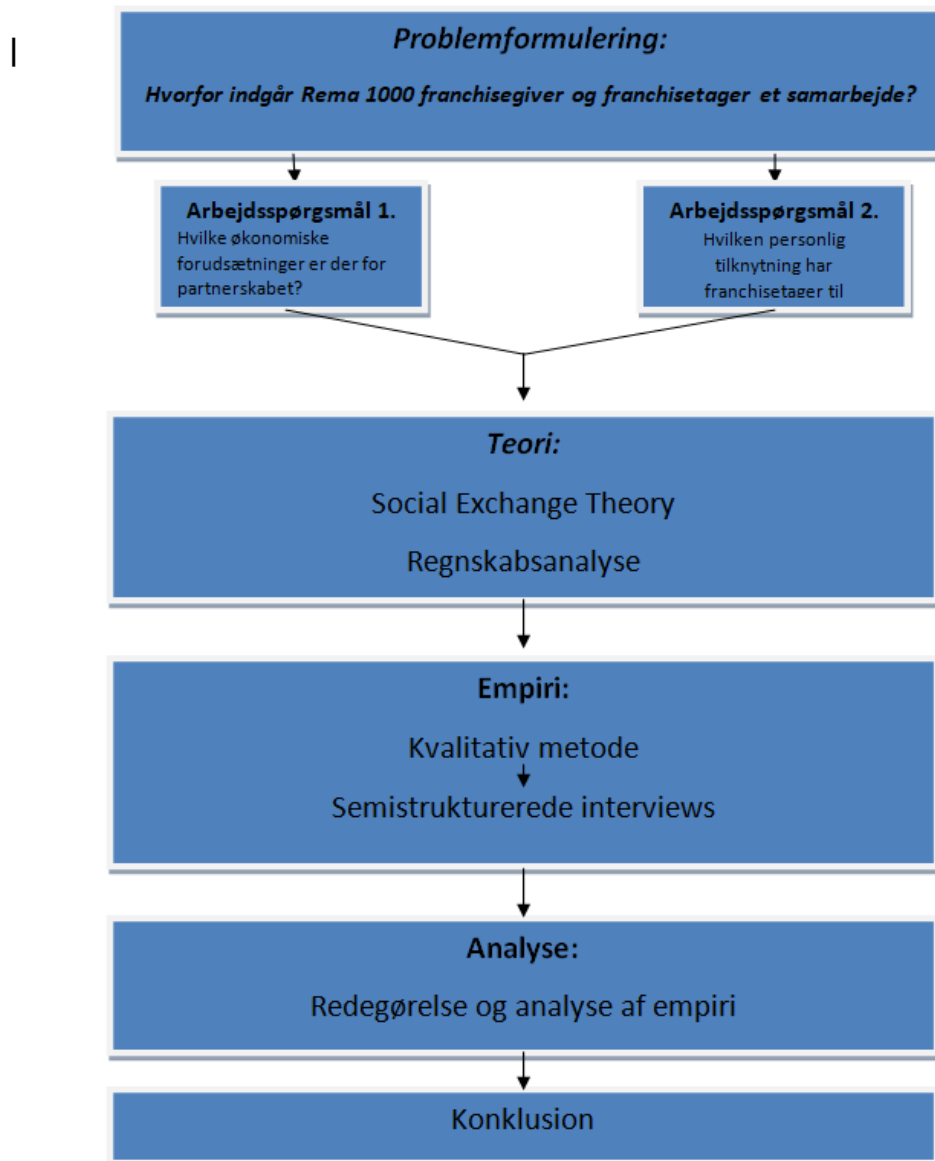 Problemformulering:
Hvorfor indgår Rema 1000 franchisegiver og franchisetager et samarbejde?
Arbejdsspørgsmål 1.
Hvilke økonomiske
forudsætninger er der for
partnerskabet?
Arbejdsspørgsmål 2.
Hvilken personlig
tilknytning har
franchisetager til
Teori:
Social Exchange Theory
Regnskabsanalyse
Empiri:
Kvalitativ metode
Semistrukturerede interviews
Analyse:
Redegørelse og analyse af empiri
Konklusion